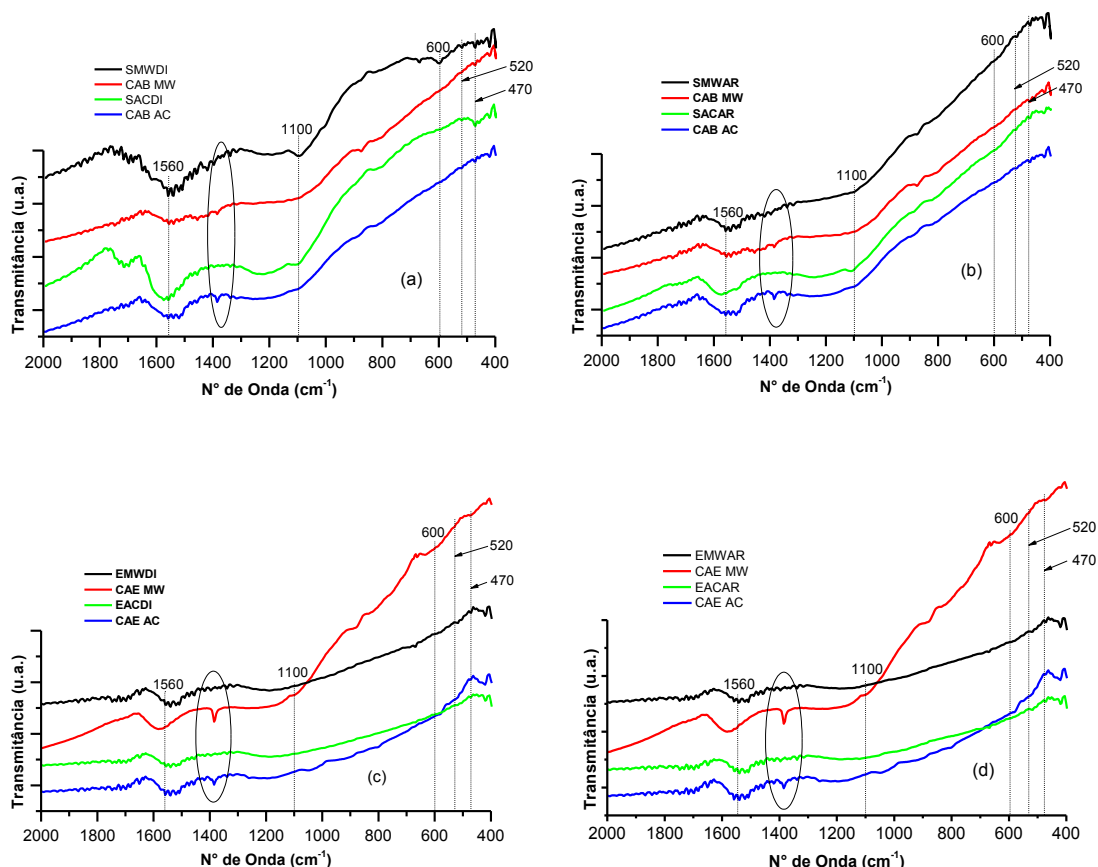 SMWDI
CAB MW
SACDI
CAB AC
600
520
470
1100
1560
(a)
Transmitância (u.a.)
2000 1800 1600 1400 1200 1000 800 600 400
N° de Onda (cm-1)
SMWAR
CAB MW
SACAR
CAB AC
600
520
470
1100
1560
(b)
Transmitância (u.a.)
2000 1800 1600 1400 1200 1000 800 600 400
N° de Onda (cm-1)
EMWDI
CAE MW
EACDI
CAE AC
600
520
470
1100
1560
(c)
Transmitância (u.a.)
2000 1800 1600 1400 1200 1000 800 600 400
N° de Onda (cm-1)
EMWAR
CAE MW
EACAR
CAE AC
600
520
470
1100
1560
(d)
Transmitância (u.a.)
2000 1800 1600 1400 1200 1000 800 600 400
N° de Onda (cm-1)